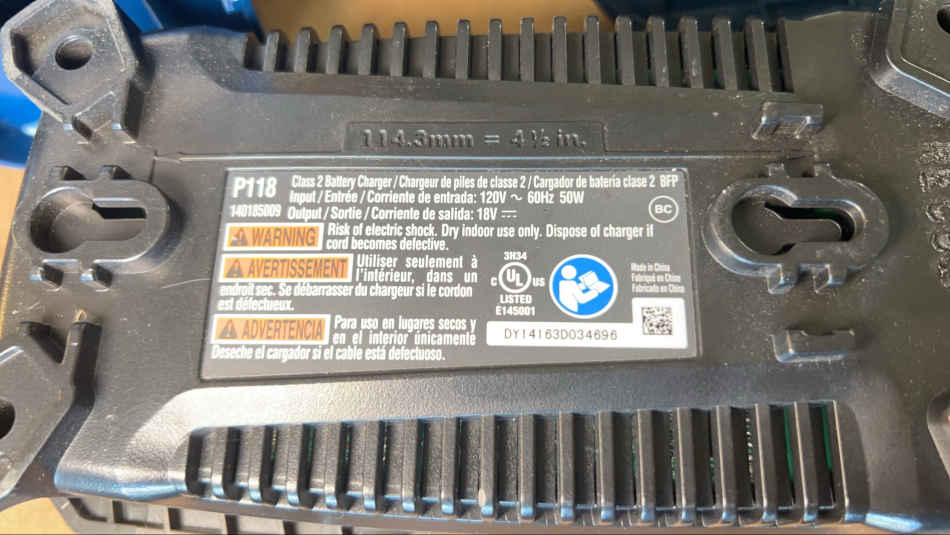 114.3mm = 4 ½ in.
P118 Class 2 Battery Charger / Chargeur de piles de classe 2 / Cargador de batería clase 2 BFP
Input / Entrée / Corriente de entrada: 120V ~ 60Hz 50W
140185009 Output / Sortie / Corriente de salida: 18V ⎓
BC
WARNING Risk of electric shock. Dry indoor use only. Dispose of charger if
cord becomes defective.
AVERTISSEMENT Utiliser seulement à
l'intérieur, dans un
endroit sec. Se débarrasser du chargeur si le cordon
est défectueux.
ADVERTENCIA Para uso en lugares secos y
en interior únicamente
Deseche el cargador si el cable está defectuoso.
3R34
C UL US
LISTED
E145001
Made in China
Fabriqué en Chine
Fabricado en China
DY14163D034696